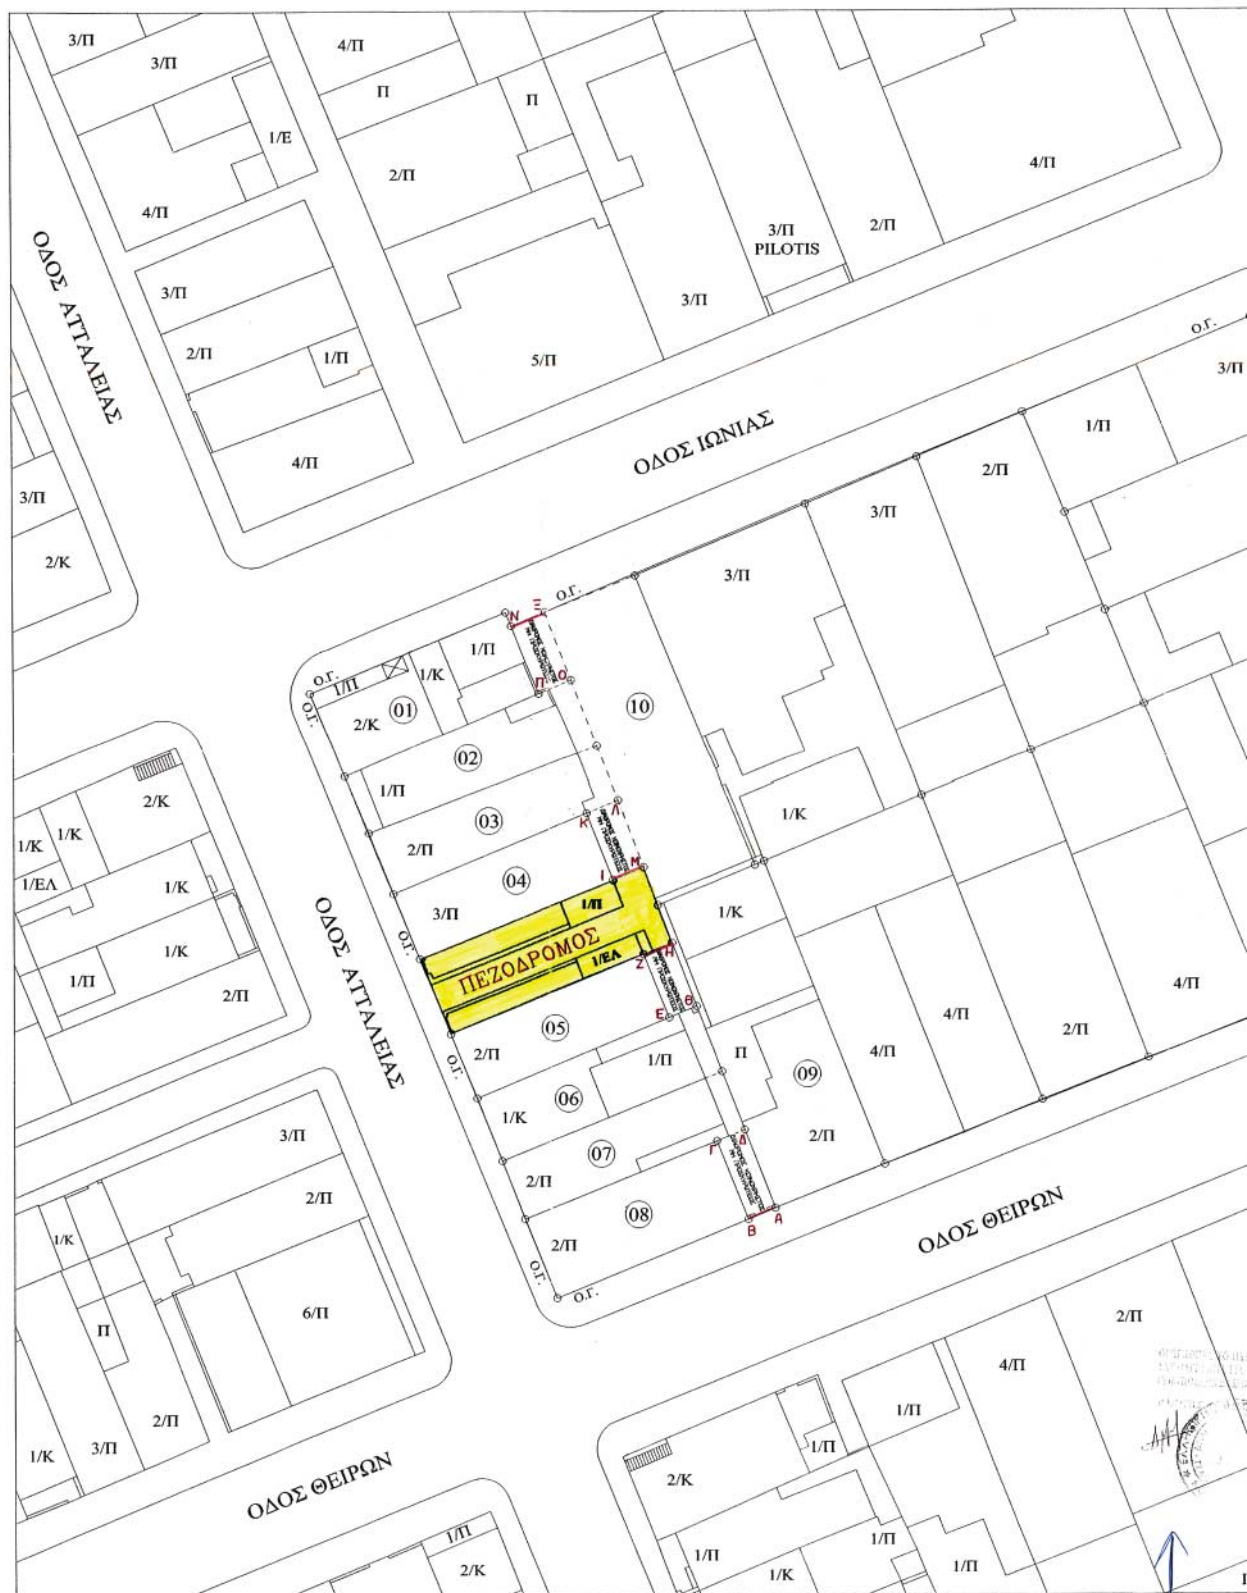 3/Π
3/Π
4/Π
Π
Π
1/Ε
2/Π
4/Π
4/Π
3/Π
PILOTIS
2/Π
ΟΔΟΣ ΑΤΤΑΛΕΙΑΣ
3/Π
3/Π
2/Π
1/Π
5/Π
Ο.Γ.
3/Π
4/Π
ΟΔΟΣ ΙΩΝΙΑΣ
1/Π
2/Π
3/Π
3/Π
2/Κ
3/Π
Ο.Γ.
Ν
Ξ
1/Π
1/Κ
Ο.Γ.
1/Π
Ο.Γ.
Π
Ο
01
10
2/Κ
02
1/Π
03
2/Π
Κ
Λ
2/Κ
1/Κ
1/Κ
1/Κ
1/ΕΛ
1/Κ
04
Ι
Μ
3/Π
1/Π
1/Κ
ΟΔΟΣ ΑΤΤΑΛΕΙΑΣ
Ο.Γ.
ΠΕΖΟΔΡΟΜΟΣ
1/ΕΛ
Ζ
Η
1/Κ
1/Π
2/Π
4/Π
4/Π
4/Π
2/Π
Ε
Θ
05
2/Π
Ο.Γ.
1/Π
Π
09
06
1/Κ
2/Π
07
Γ
Δ
2/Π
08
2/Π
Β
Α
Ο.Γ.
Ο.Γ.
ΟΔΟΣ ΘΕΙΡΩΝ
3/Π
2/Π
1/Κ
6/Π
Π
2/Π
4/Π
2/Π
1/Κ
3/Π
2/Π
1/Π
1/Π
2/Κ
ΟΔΟΣ ΘΕΙΡΩΝ
1/Π
2/Κ
1/Π
1/Κ
1/Π
1/Π